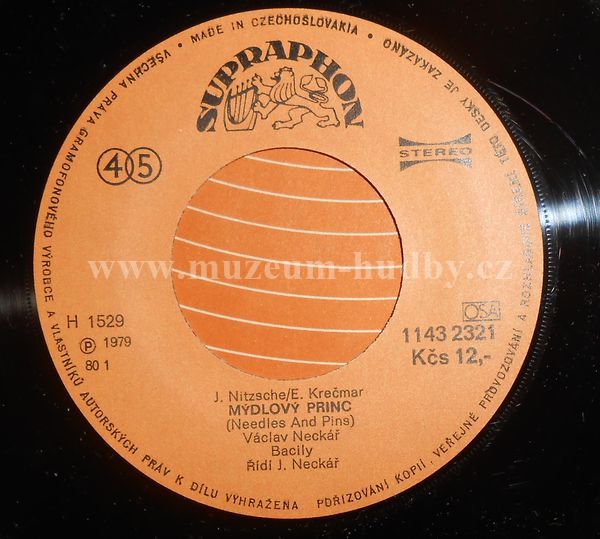 VŠECHNA PRÁVA GRAMOFONOVÉHO VÝROBCE A VLASTNÍKŮ AUTORSKÝCH PRÁV K DÍLU VYHRAŽENA
POŘIZOVÁNÍ KOPIÍ, VEŘEJNÉ PROVOZOVÁNÍ A ROZHLASOVÉ ŠÍŘENÍ TÉTO DESKY JE ZAKÁZÁNO
MADE IN CZECHOSLOVAKIA
SUPRAPHON
45
STEREO
www.muzeum-hudby.cz
H 1529
Ⓟ 1979
80 1
OSA
1143 2321
Kčs 12,-
J. Nitzsche/E. Krečmar
MÝDLOVÝ PRINC
(Needles And Pins)
Václav Neckář
Bacily
Řídí J. Neckář